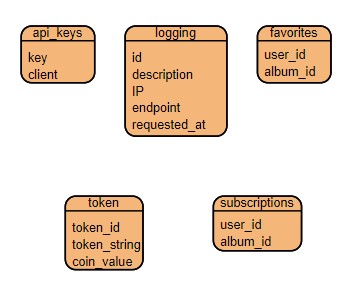 api_keys
key
client
logging
id
description
IP
endpoint
requested_at
favorites
user_id
album_id
token
token_id
token_string
coin_value
subscriptions
user_id
album_id